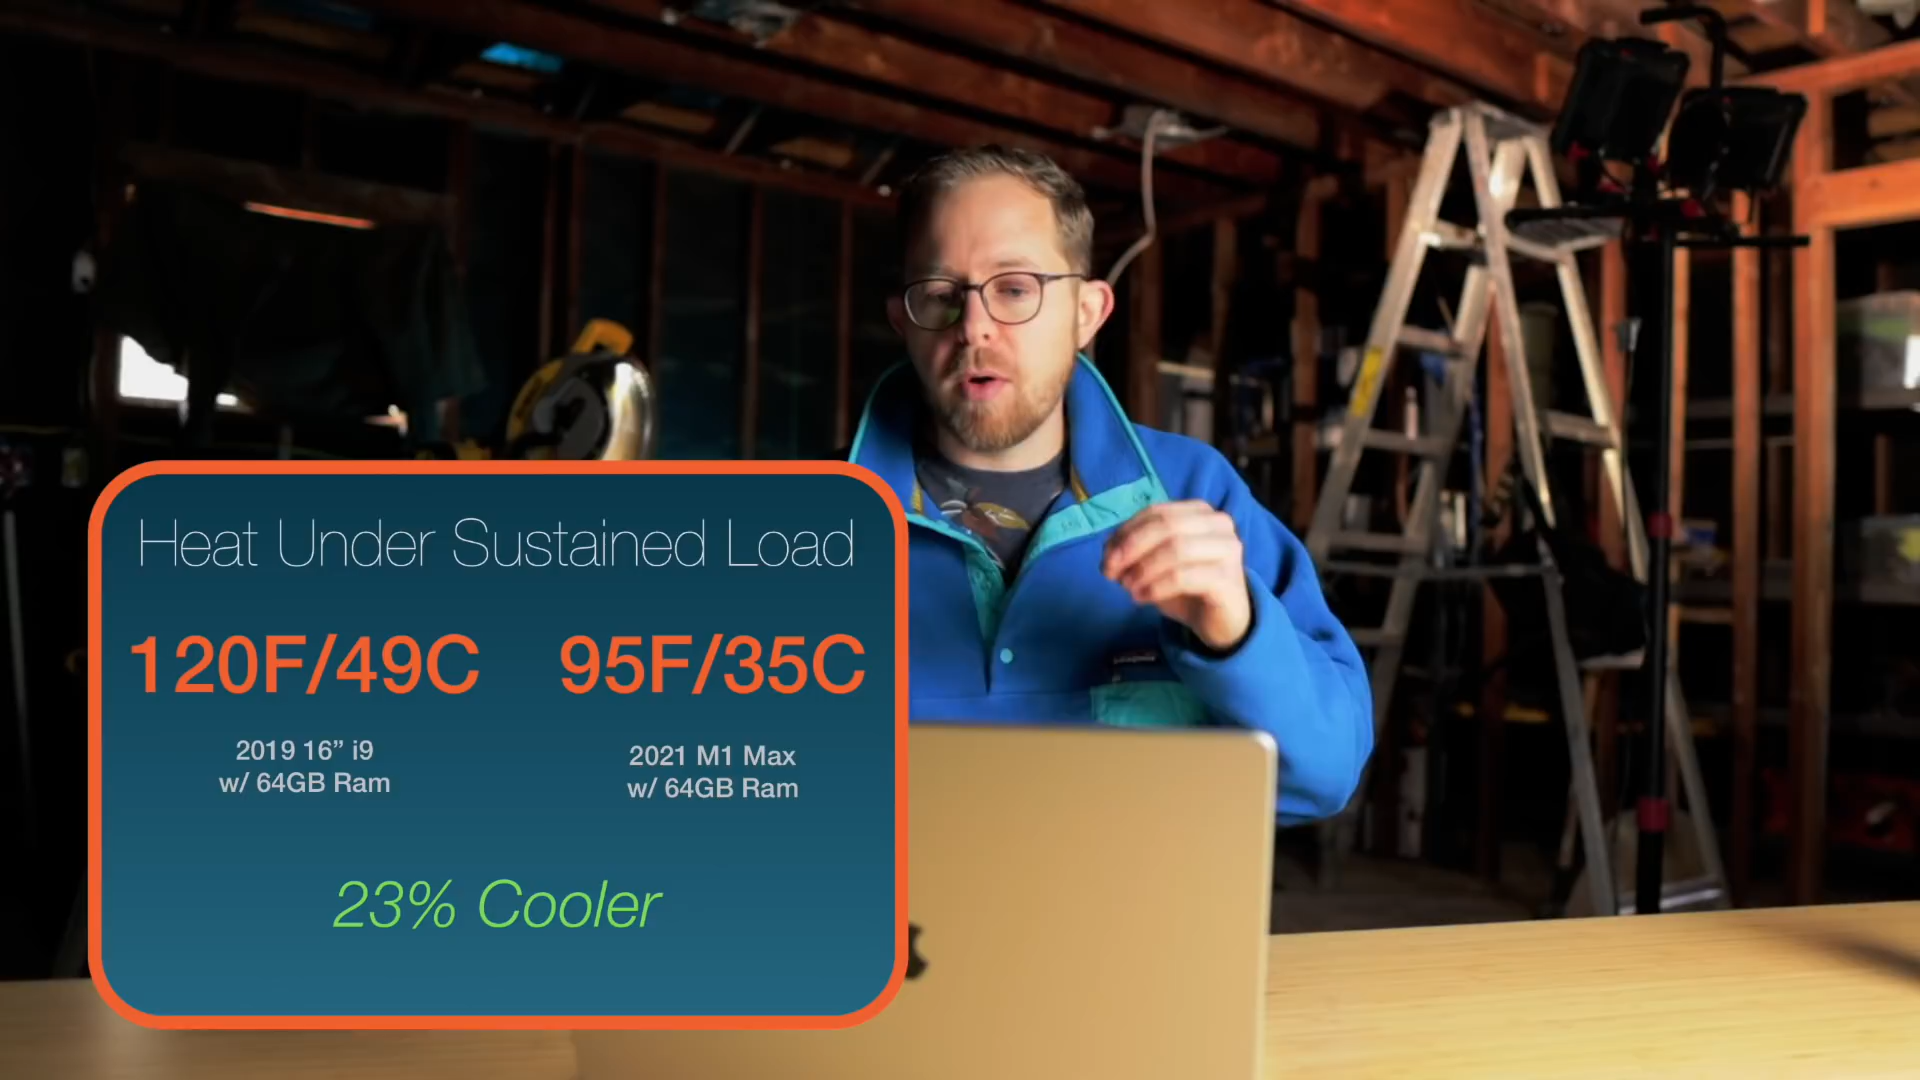 Heat Under Sustained Load
120F/49C 95F/35C
2019 16” i9
w/ 64GB Ram
2021 M1 Max
w/ 64GB Ram
23% Cooler